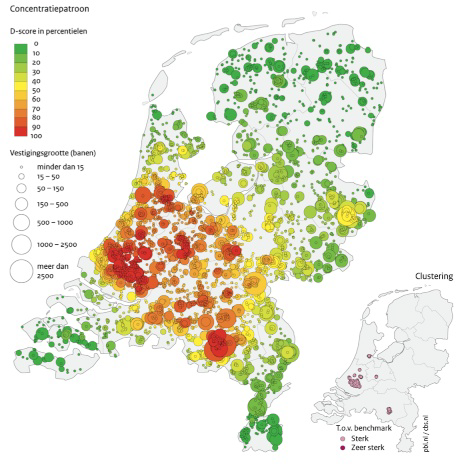 Concentratiepatroon
D-score in percentielen
0
10
20
30
40
50
60
70
80
90
100
Vestigingsgrootte (banen)
minder dan 15
15 – 50
50 – 150
150 – 500
500 – 1000
1000 – 2500
meer dan
2500
Clustering
T.o.v. benchmark
Sterk
Zeer sterk
pbl.nl / cbs.nl